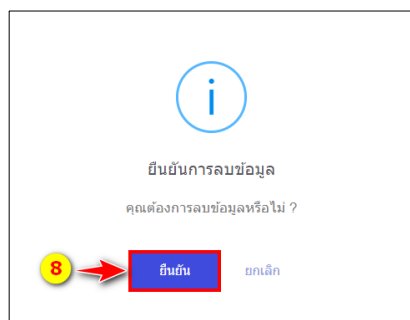 i
ยืนยันการลบข้อมูล
คุณต้องการลบข้อมูลหรือไม่ ?
8 ยืนยัน ยกเลิก